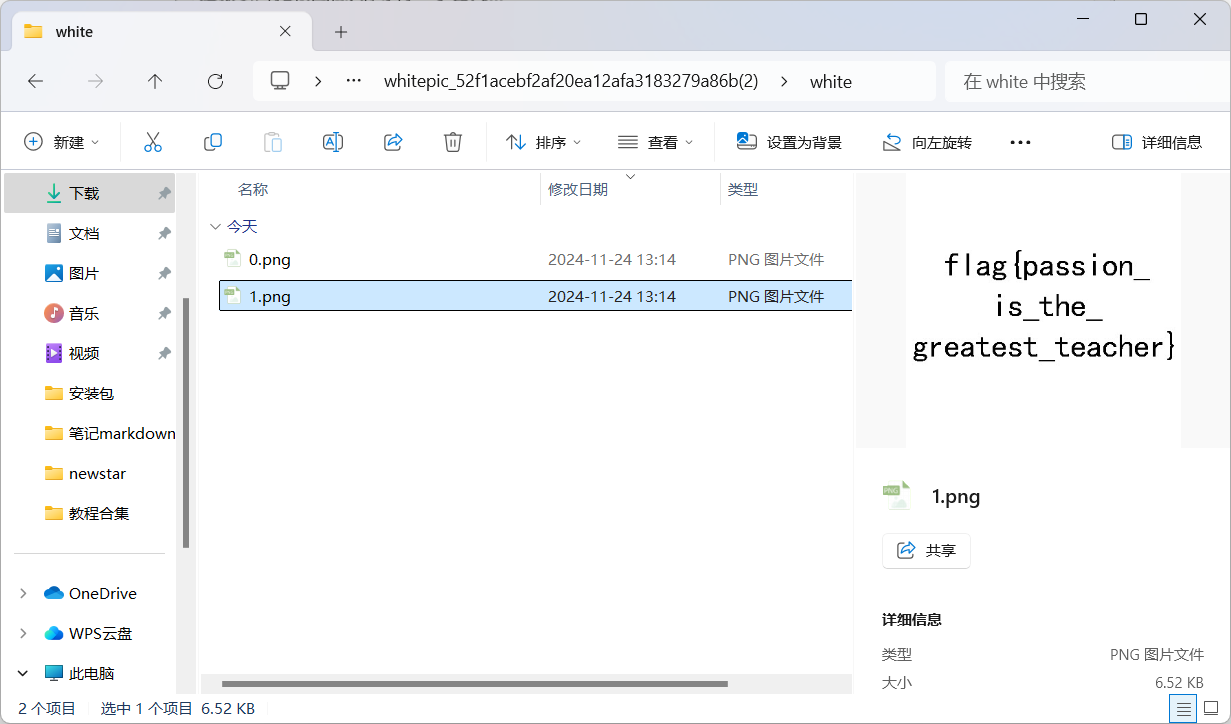 white
whitepic_52f1acebf2af20ea12afa3183279a86b(2)
white
在 white 中搜索
新建
排序
查看
设置为背景
向左旋转
详细信息
下载
文档
图片
音乐
视频
安装包
笔记markdown
newstar
教程合集
OneDrive
WPS云盘
此电脑
名称
修改日期
类型
今天
0.png
2024-11-24 13:14
PNG 图片文件
1.png
2024-11-24 13:14
PNG 图片文件
flag{passion_
is_the_
greatest_teacher}
PNG
1.png
共享
详细信息
类型
PNG 图片文件
大小
6.52 KB
2 个项目
选中 1 个项目 6.52 KB